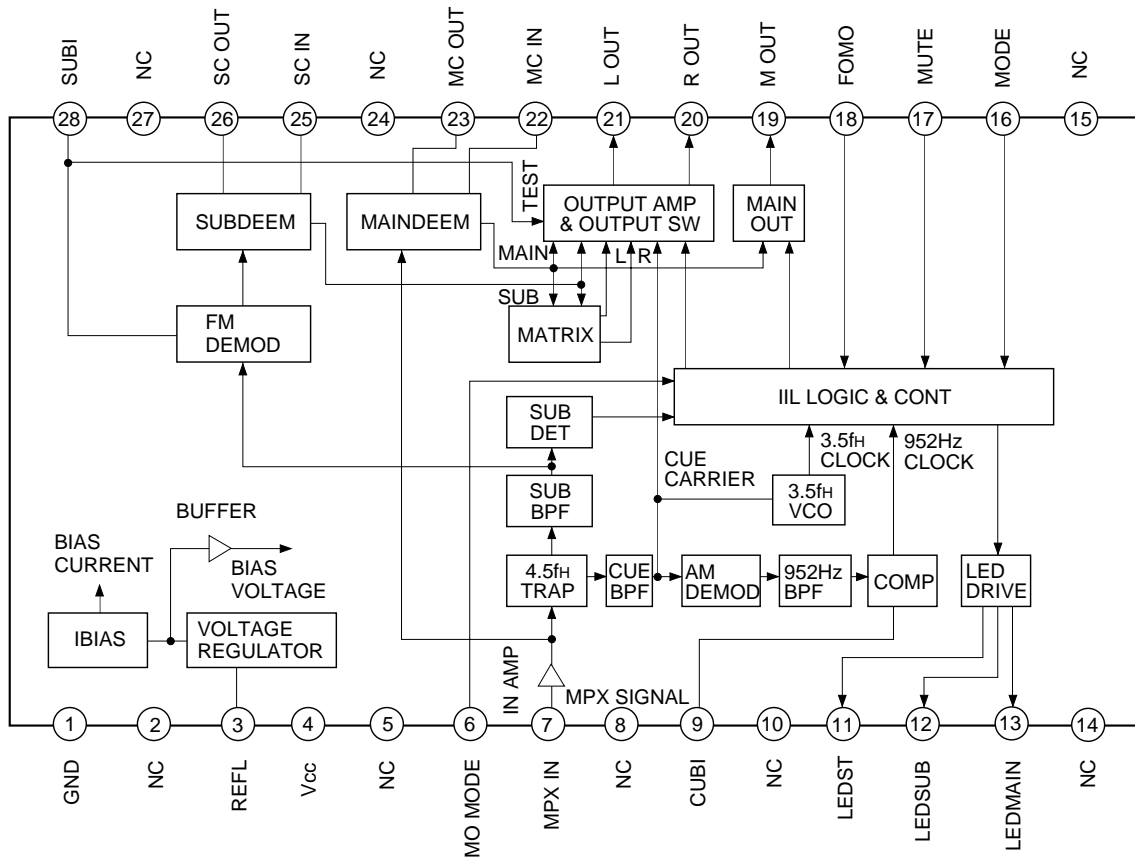 SUBI
NC
SC OUT
SC IN
NC
MC OUT
MC IN
L OUT
R OUT
M OUT
FOMO
MUTE
MODE
NC
28
27
26
25
24
23
22
21
20
19
18
17
16
15
TEST
SUBDEEM
MAINDEEM
OUTPUT AMP
& OUTPUT SW
MAIN
OUT
MAIN
L
R
SUB
MATRIX
FM
DEMOD
IIL LOGIC & CONT
SUB
DET
3.5fH
CLOCK
952Hz
CLOCK
CUE
CARRIER
SUB
BPF
3.5fH
VCO
BUFFER
BIAS
CURRENT
BIAS
VOLTAGE
4.5fH
TRAP
CUE
BPF
AM
DEMOD
952Hz
BPF
COMP
LED
DRIVE
IBIAS
VOLTAGE
REGULATOR
IN AMP
MPX SIGNAL
1
2
3
4
5
6
7
8
9
10
11
12
13
14
GND
NC
REFL
Vcc
NC
MO MODE
MPX IN
NC
CUBI
NC
LEDST
LEDSUB
LEDMAIN
NC